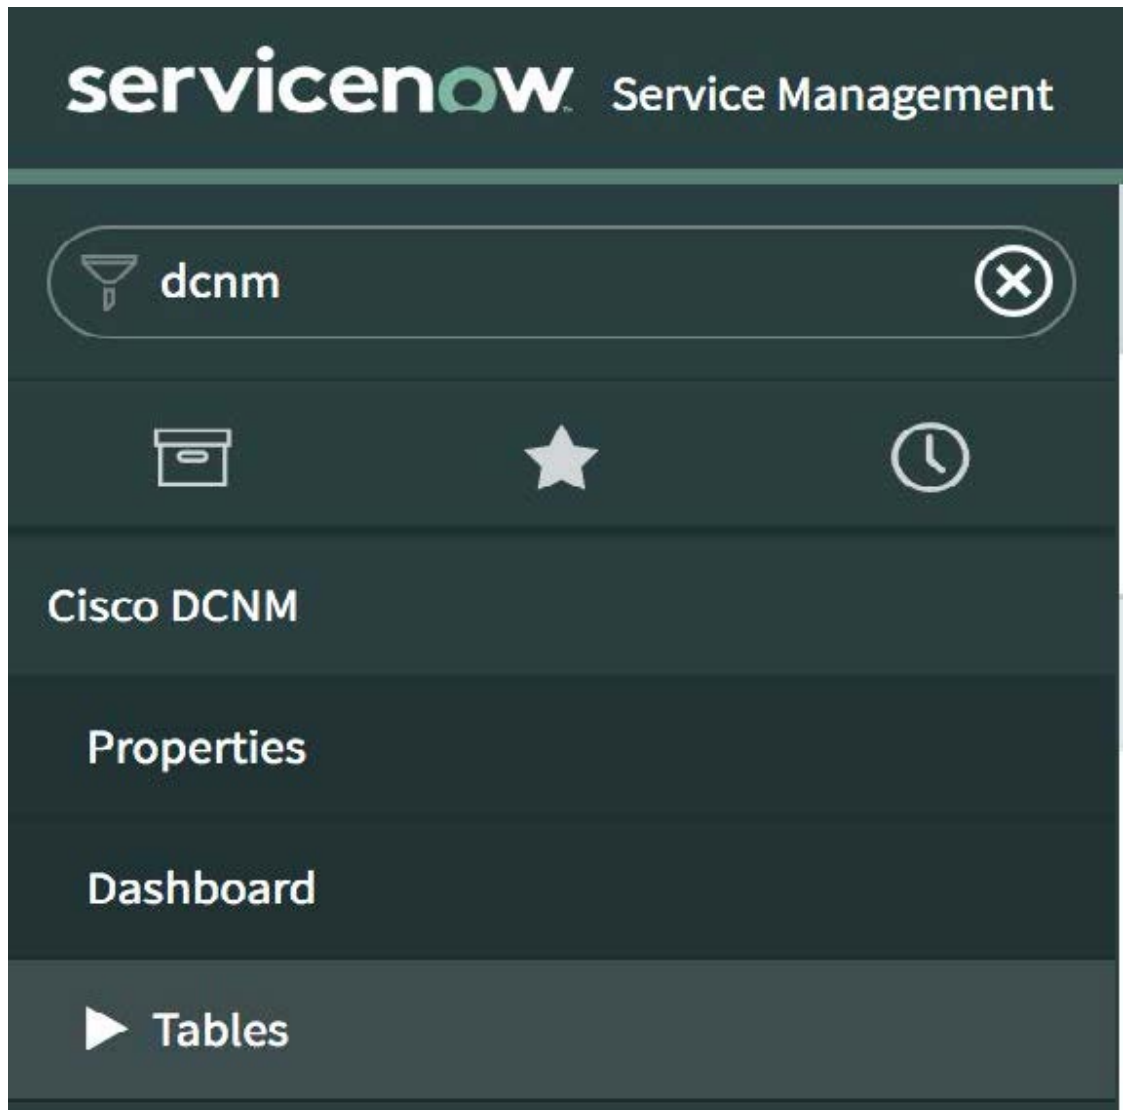 servicenow Service Management
dcnm
Cisco DCNM
Properties
Dashboard
Tables